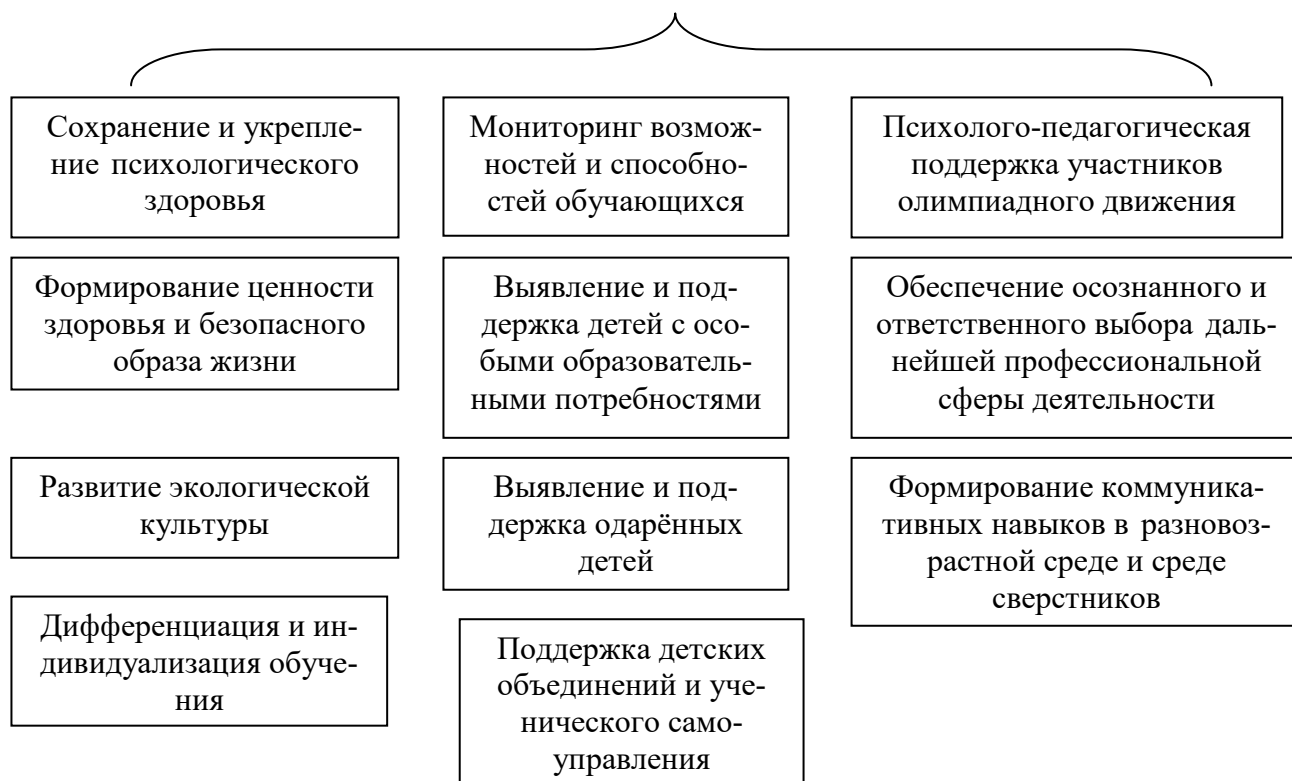 Сохранение и укрепле-
ние психологического
здоровья
Мониторинг возмож-
ностей и способно-
стей обучающихся
Психолого-педагогическая
поддержка участников
олимпиадного движения
Формирование ценности
здоровья и безопасного
образа жизни
Выявление и под-
держка детей с осо-
быми образователь-
ными потребностями
Обеспечение осознанного и
ответственного выбора даль-
нейшей профессиональной
сферы деятельности
Развитие экологической
культуры
Выявление и под-
держка одарённых
детей
Формирование коммуника-
тивных навыков в разновоз-
растной среде и среде
сверстников
Дифференциация и ин-
дивидуализация обуче-
ния
Поддержка детских
объединений и уче-
нического само-
управления